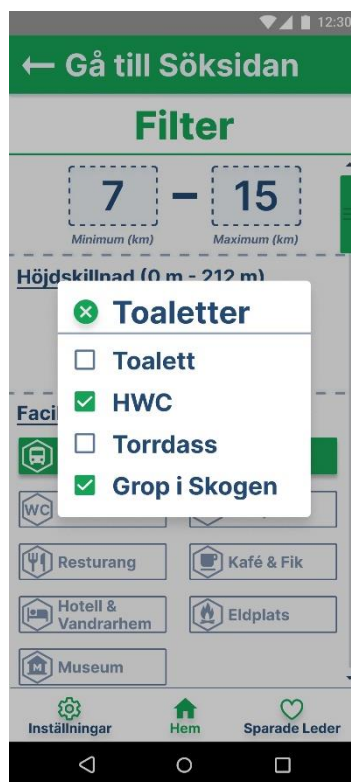 12:30
Gå till Söksidan
Filter
7 – 15
Minimum (km) Maximum (km)
Höjdskillnad (0 m - 212 m)
Toaletter
Toalett
HWC
Torrdass
Grop i Skogen
WC
Resturang
Kafé & Fik
Hotell &
Vandrarhem
Eldplats
M
Museum
Inställningar
Hem
Sparade Leder